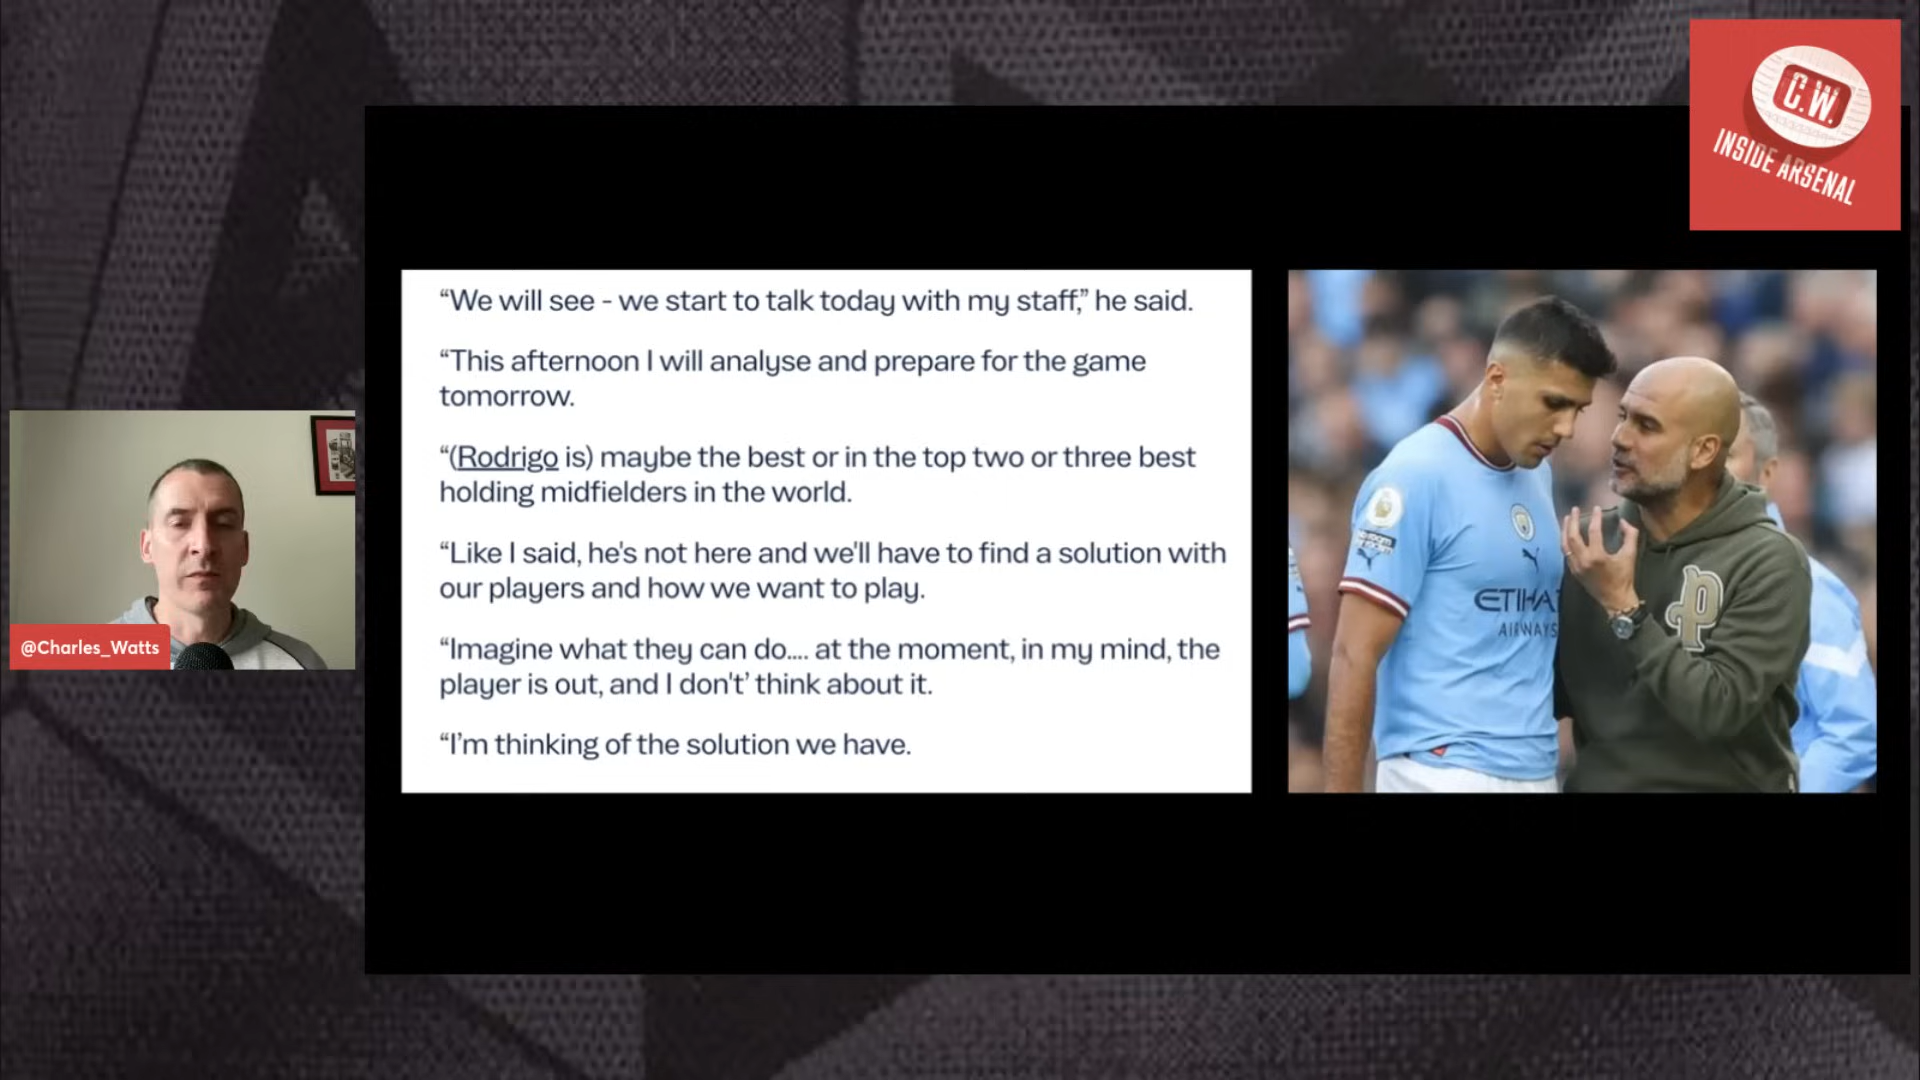 C.W.
INSIDE ARSENAL
“We will see - we start to talk today with my staff,” he said.
“This afternoon I will analyse and prepare for the game
tomorrow.
“(Rodrigo is) maybe the best or in the top two or three best
holding midfielders in the world.
“Like I said, he's not here and we'll have to find a solution with
our players and how we want to play.
“Imagine what they can do.... at the moment, in my mind, the
player is out, and I don't’ think about it.
“I’m thinking of the solution we have.
@Charles_Watts
ETIHA
AIRWAYS
P